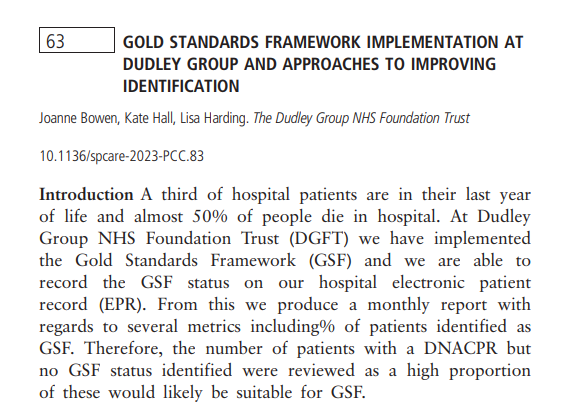 63
GOLD STANDARDS FRAMEWORK IMPLEMENTATION AT
DUDLEY GROUP AND APPROACHES TO IMPROVING
IDENTIFICATION
Joanne Bowen, Kate Hall, Lisa Harding. The Dudley Group NHS Foundation Trust
10.1136/spcare-2023-PCC.83
Introduction A third of hospital patients are in their last year
of life and almost 50% of people die in hospital. At Dudley
Group NHS Foundation Trust (DGFT) we have implemented
the Gold Standards Framework (GSF) and we are able to
record the GSF status on our hospital electronic patient
record (EPR). From this we produce a monthly report with
regards to several metrics including% of patients identified as
GSF. Therefore, the number of patients with a DNACPR but
no GSF status identified were reviewed as a high proportion
of these would likely be suitable for GSF.